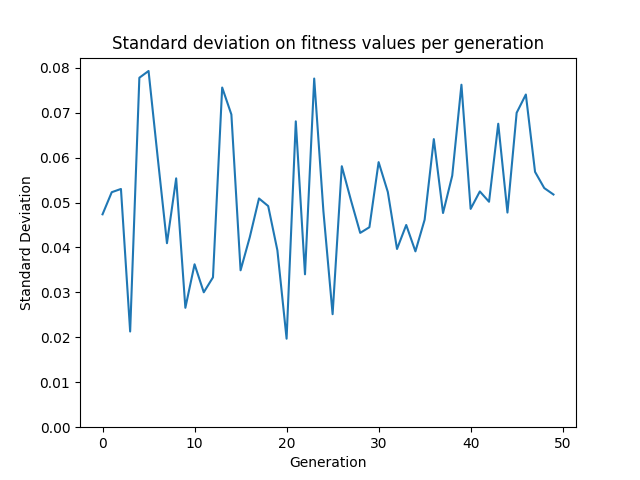 Standard deviation on fitness values per generation
0.08
0.07
0.06
0.05
0.04
0.03
0.02
0.01
0.00
Standard Deviation
0 10 20 30 40 50
Generation